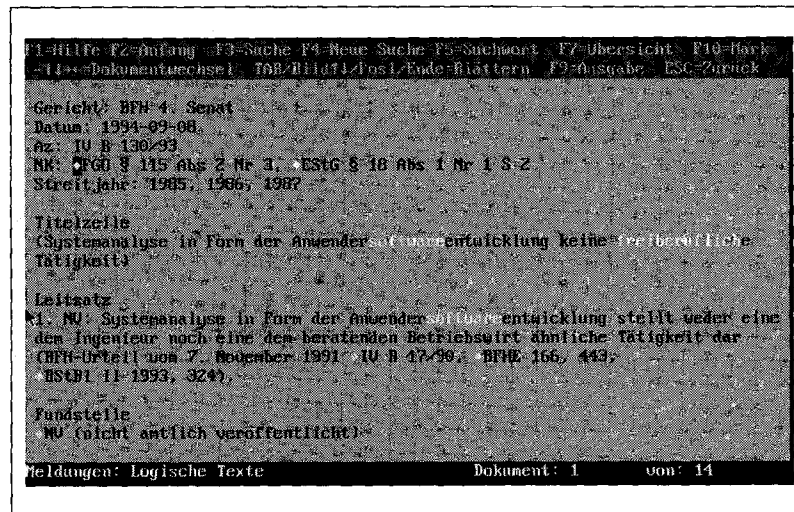 F1=Hilfe F2=Anfang F3=Suche F4=Neue Suche F5=Suchwort F7=Übersicht F10=Mark
=Dokumentwechsel TAB/Bild↑↓/Pos1/Ende=Blättern F9=Ausgabe ESC=Zurück
Gericht: BFH 4. Senat
Datum: 1994-09-08
Az: IV B 130/93
NK: FGO § 115 Abs 2 Nr 3, EStG § 18 Abs 1 Nr 1 S 2
Streitjahr: 1985, 1986, 1987
Titelzeile
(Systemanalyse in Form der Anwendersoftwareentwicklung keine freiberufliche
Tätigkeit)
Leitsatz
1. NV: Systemanalyse in Form der Anwendersoftwareentwicklung stellt weder eine
dem Ingenieur noch eine dem beratenden Betriebswirt ähnliche Tätigkeit dar
(BFH-Urteil vom 7. November 1991 IV R 17/90, BFHE 166, 443,
BStBl II 1993, 324).
Fundstelle
NV (nicht amtlich veröffentlicht)
Meldungen: Logische Texte Dokument: 1 von: 14